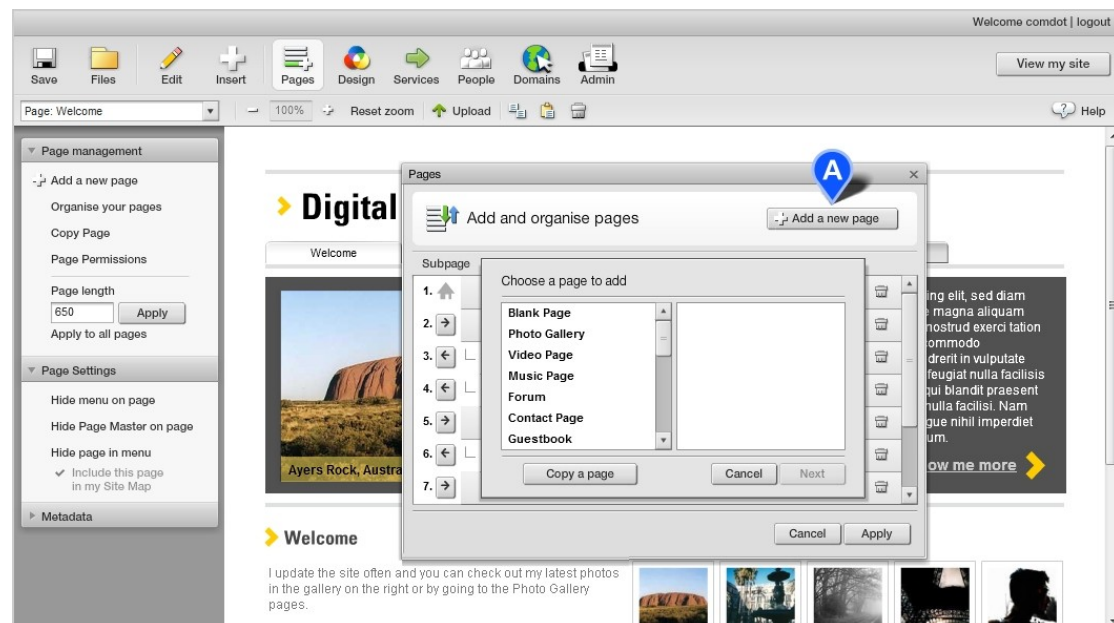 Welcome comdot | logout
Save Files Edit Insert Pages Design Services People Domains Admin
View my site
Page: Welcome
100%
Reset zoom
Upload
Help
Page management
Add a new page
Organise your pages
Copy Page
Page Permissions
Page length
650
Apply
Apply to all pages
Page Settings
Hide menu on page
Hide Page Master on page
Hide page in menu
Include this page
in my Site Map
Metadata
Digital
Welcome
Ayers Rock, Austra
Pages
A
Add and organise pages
Add a new page
Subpage
1.
2.
3.
4.
5.
6.
7.
Choose a page to add
Blank Page
Photo Gallery
Video Page
Music Page
Forum
Contact Page
Guestbook
Copy a page
Cancel
Next
Cancel
Apply
ing elit, sed diam
magna aliquam
nostrud exerci tation
commodo
drerit in vulputate
feugiat nulla facilisis
qui blandit praesent
nulla facilisi. Nam
gue nihil imperdiet
um.
ow me more
Welcome
I update the site often and you can check out my latest photos
in the gallery on the right or by going to the Photo Gallery
pages.